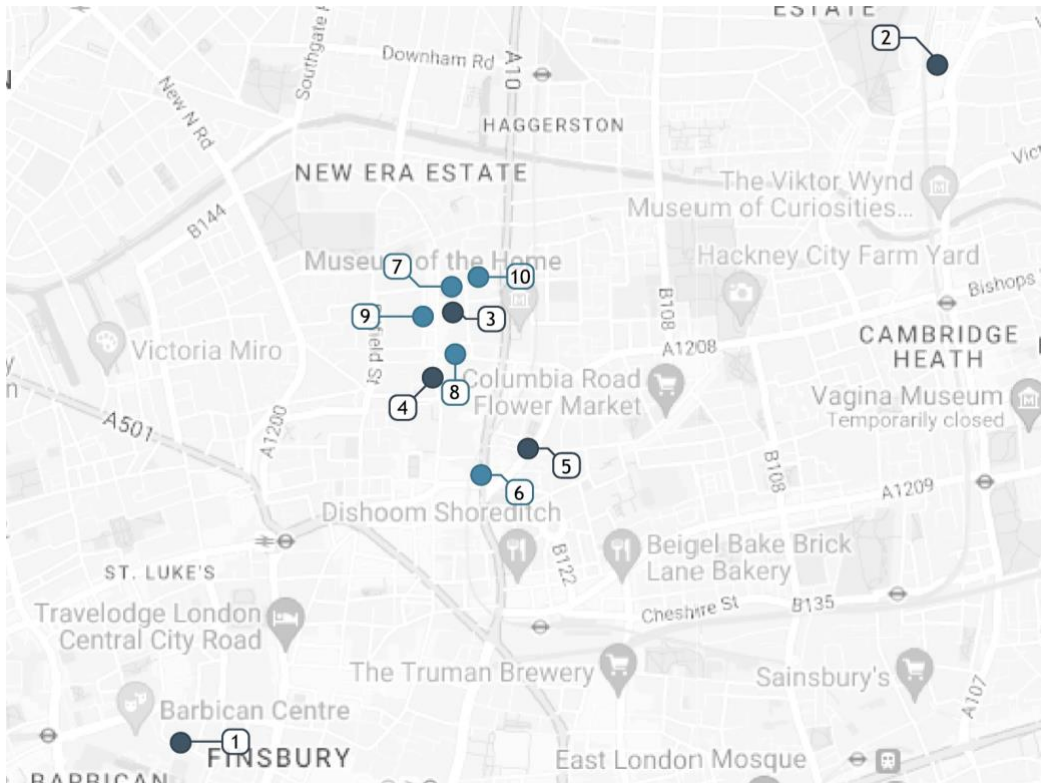 ESTATE
2
Downham Rd
A10
Southgate
New N Rd
HAGGERSTON
NEW ERA ESTATE
The Viktor Wynd
Museum of Curiosities...
B144
Hackney City Farm Yard
Museum of the Home
7
10
9
3
B108
Bishops
A1208
CAMBRIDGE
HEATH
Victoria Miro
field St
Columbia Road
Flower Market
8
4
Vagina Museum
Temporarily closed
A501
A1200
5
B108
6
A1209
Dishoom Shoreditch
B122
Beigel Bake Brick
Lane Bakery
ST. LUKE'S
Cheshire St
B135
Travelodge London
Central City Road
The Truman Brewery
Sainsbury's
A107
Barbican Centre
1
FINSBURY
East London Mosque
BARBICAN